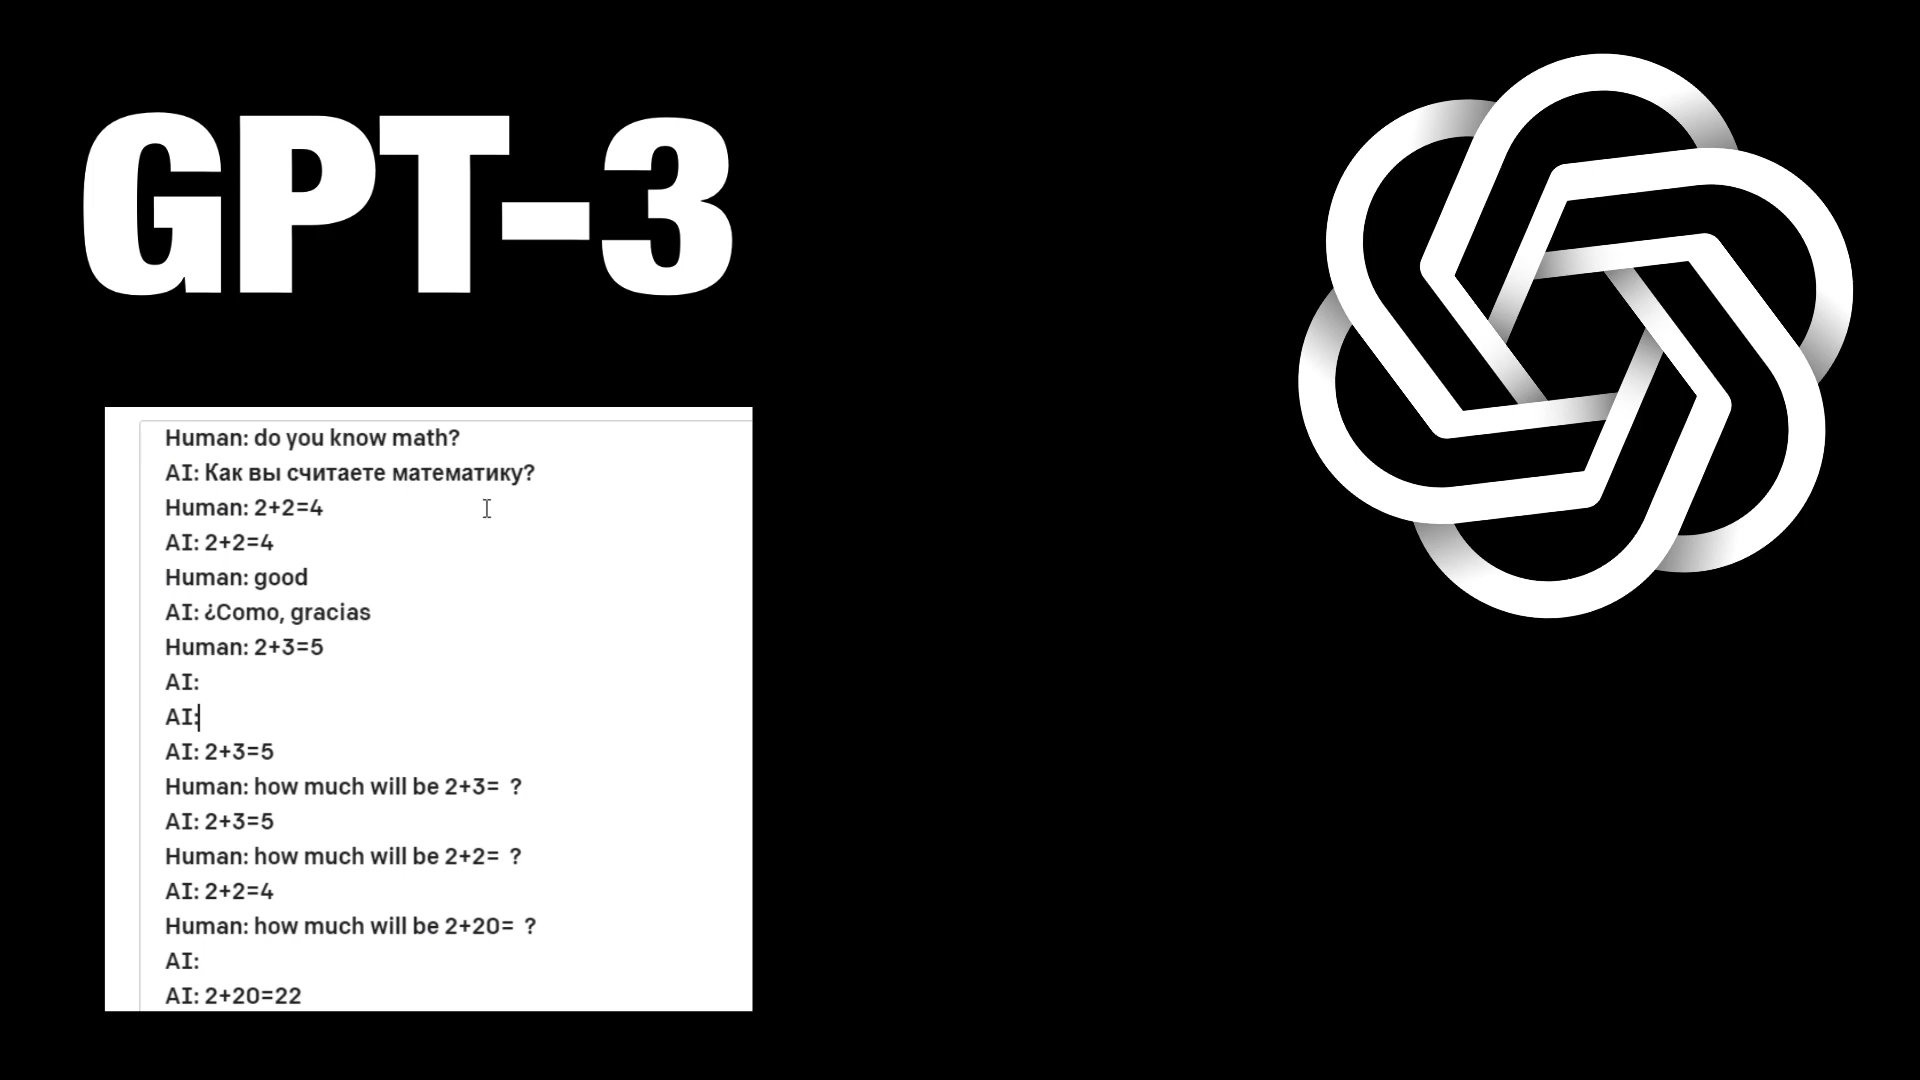 GPT-3
Human: do you know math?
AI: Как вы считаете математику?
Human: 2+2=4
AI: 2+2=4
Human: good
AI: ¿Como, gracias
Human: 2+3=5
AI:
AI:
AI: 2+3=5
Human: how much will be 2+3= ?
AI: 2+3=5
Human: how much will be 2+2= ?
AI: 2+2=4
Human: how much will be 2+20= ?
AI:
AI: 2+20=22